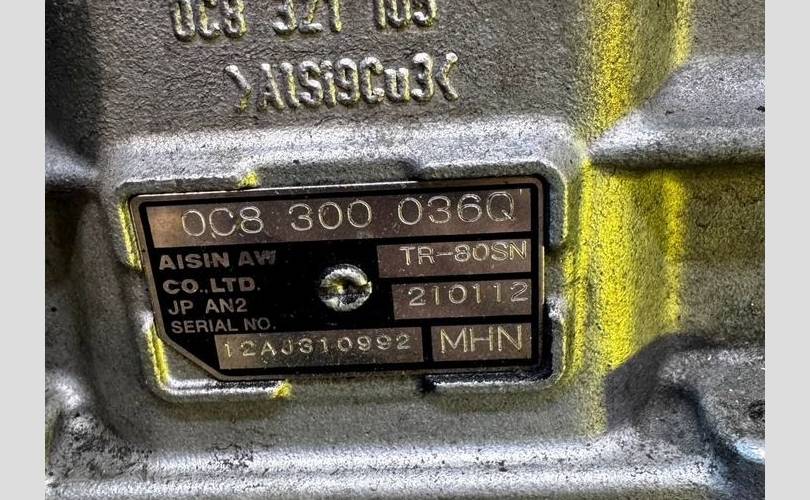 0C8 321 105
>AlSi9Cu3<
0C8 300 036Q
AISIN AW
CO.,LTD.
JP AN2
SERIAL NO.
TR-80SN
210112
12AJ310992
MHN